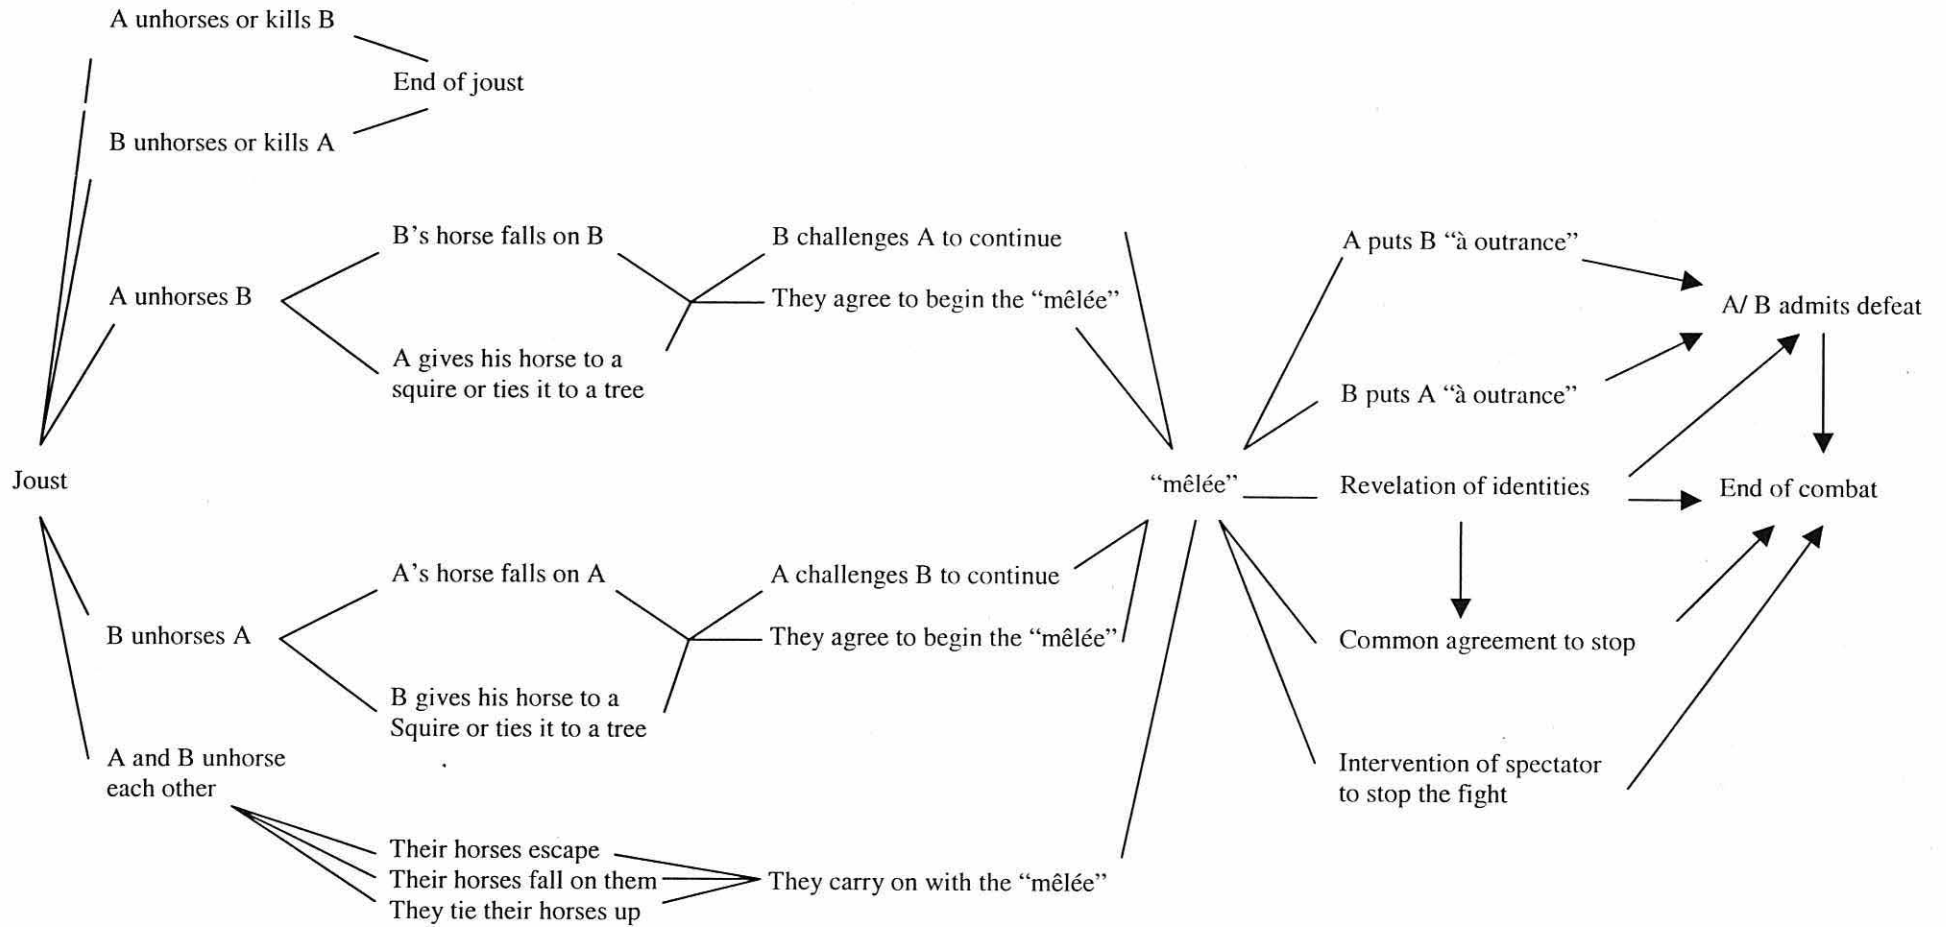 A unhorses or kills B
End of joust
B unhorses or kills A
A unhorses B
B’s horse falls on B
A gives his horse to a
squire or ties it to a tree
B challenges A to continue
They agree to begin the “mêlée”
Joust
B unhorses A
A’s horse falls on A
B gives his horse to a
Squire or ties it to a tree
A challenges B to continue
They agree to begin the “mêlée”
A and B unhorse
each other
Their horses escape
Their horses fall on them
They tie their horses up
They carry on with the “mêlée”
“mêlée”
A puts B “à outrance”
B puts A “à outrance”
Revelation of identities
Common agreement to stop
Intervention of spectator
to stop the fight
A/ B admits defeat
End of combat